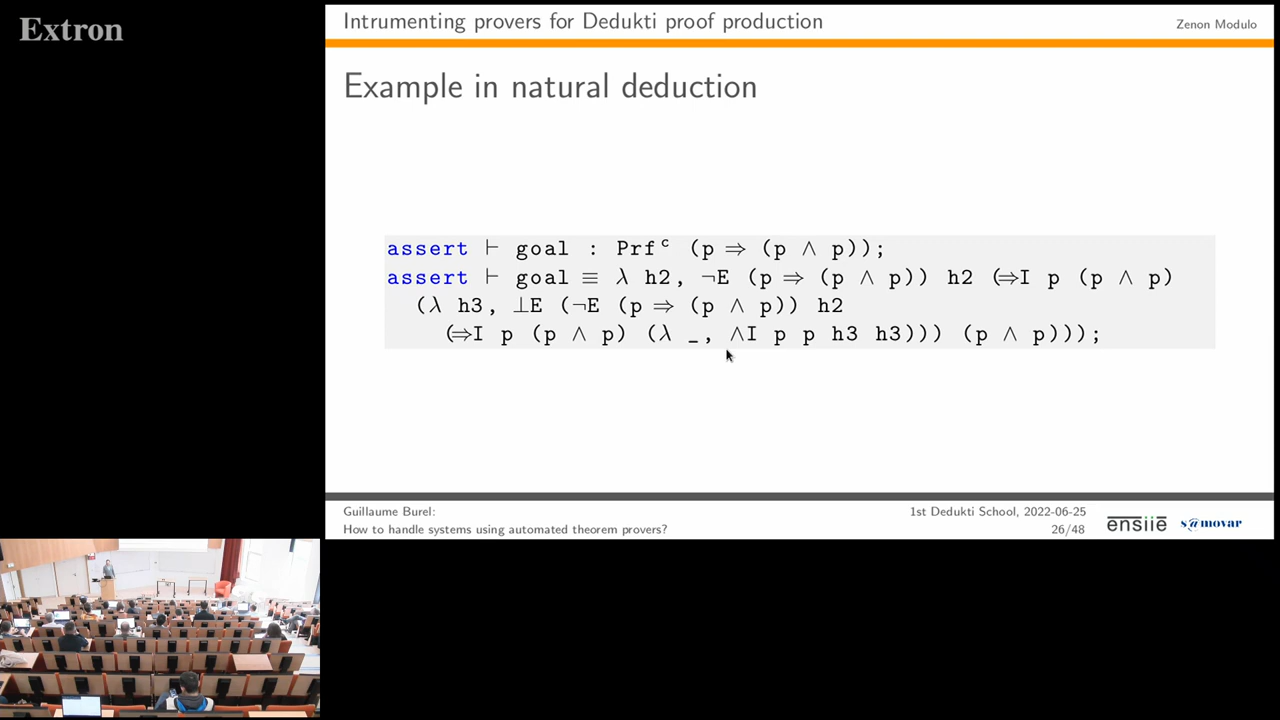 Extron
Intrumenting provers for Dedukti proof production
Zenon Modulo
Example in natural deduction
assert ⊢ goal : Prfᶜ (p ⇒ (p ∧ p));
assert ⊢ goal ≡ λ h2, ¬E (p ⇒ (p ∧ p)) h2 (⇒I p (p ∧ p)
(λ h3, ⊥E (¬E (p ⇒ (p ∧ p)) h2
(⇒I p (p ∧ p) (λ _, ∧I p p h3 h3))) (p ∧ p)));
Guillaume Burel:
How to handle systems using automated theorem provers?
1st Dedukti School, 2022-06-25
26/48
ensiie
s@movar